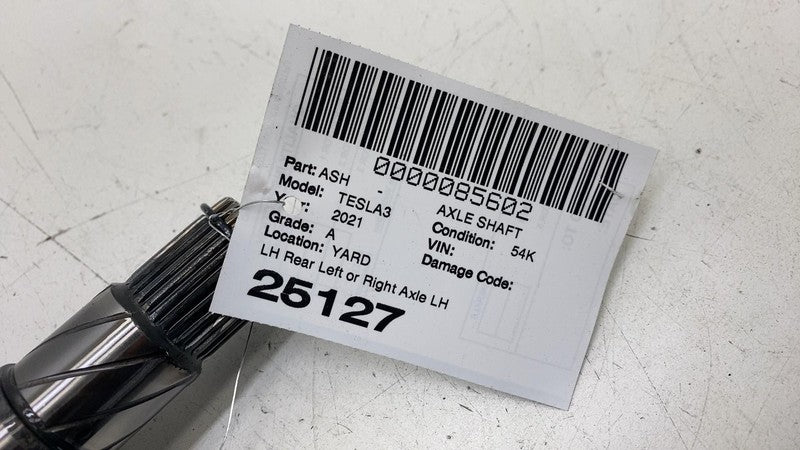 0000085602
Part: ASH - AXLE SHAFT
Model: TESLA3 Condition: 54K
Year: 2021 VIN:
Grade: A Damage Code:
Location: YARD
LH Rear Left or Right Axle LH
25127